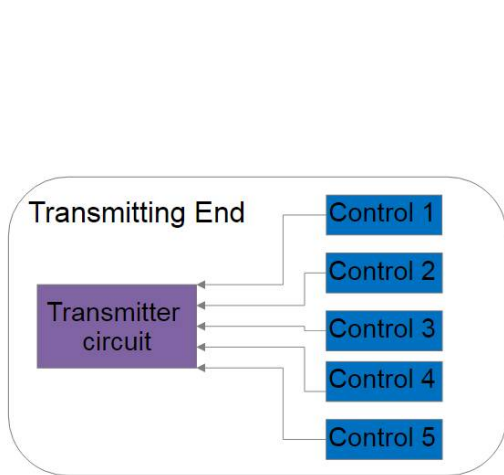 Transmitting End
Control 1
Control 2
Transmitter
circuit
Control 3
Control 4
Control 5